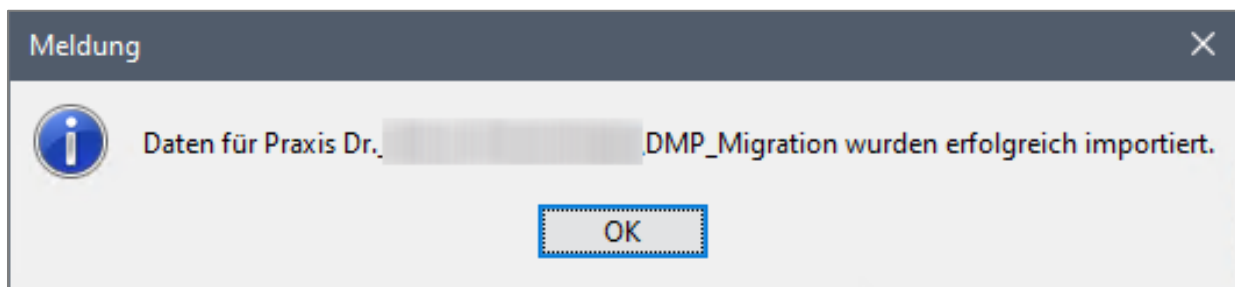 Meldung
Daten für Praxis Dr._ DMP_Migration wurden erfolgreich importiert.
OK